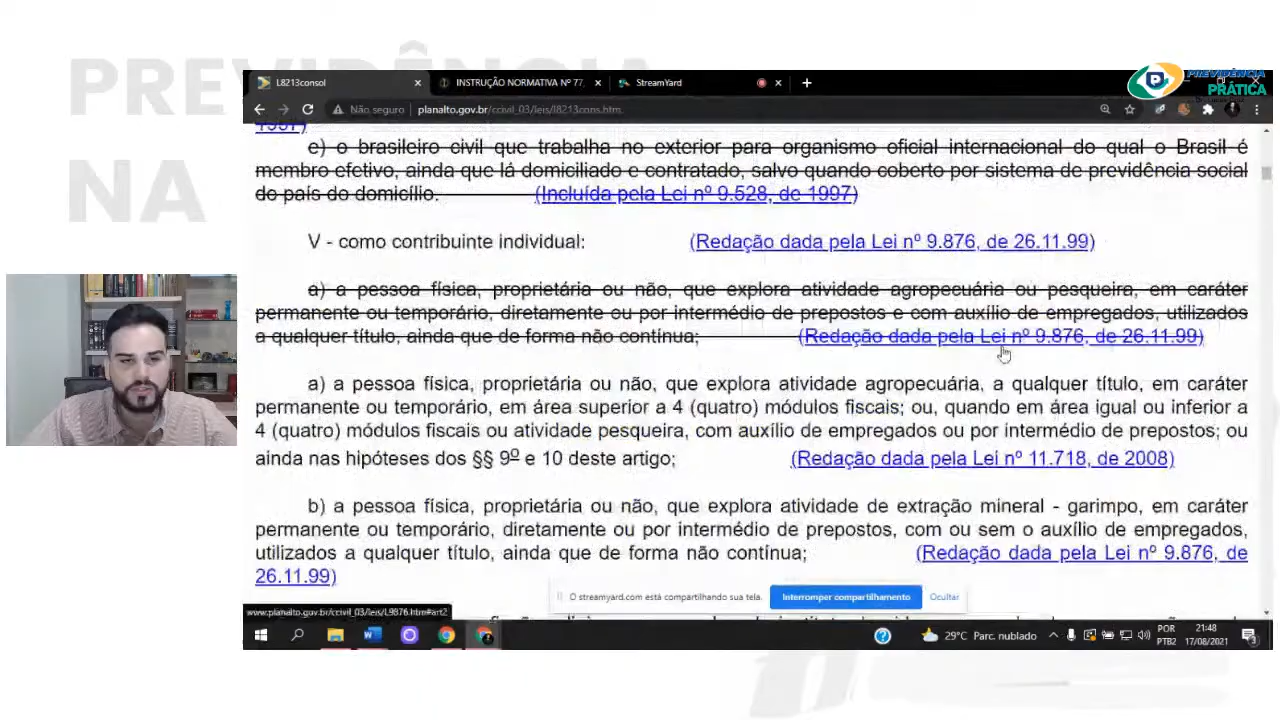 PREVIDÊNCIA
NA
L8213consol
INSTRUÇÃO NORMATIVA Nº 77,
StreamYard
PREVIDÊNCIA
PRÁTICA
Não seguro
planalto.gov.br/ccivil_03/leis/l8213cons.htm
1997)
e) o brasileiro civil que trabalha no exterior para organismo oficial internacional do qual o Brasil é
membro efetivo, ainda que lá domiciliado e contratado, salvo quando coberto por sistema de previdência social
do país do domicílio. (Incluída pela Lei nº 9.528, de 1997)
V - como contribuinte individual: (Redação dada pela Lei nº 9.876, de 26.11.99)
a) a pessoa física, proprietária ou não, que explora atividade agropecuária ou pesqueira, em caráter
permanente ou temporário, diretamente ou por intermédio de prepostos e com auxílio de empregados, utilizados
a qualquer título, ainda que de forma não contínua; (Redação dada pela Lei nº 9.876, de 26.11.99)
a) a pessoa física, proprietária ou não, que explora atividade agropecuária, a qualquer título, em caráter
permanente ou temporário, em área superior a 4 (quatro) módulos fiscais; ou, quando em área igual ou inferior a
4 (quatro) módulos fiscais ou atividade pesqueira, com auxílio de empregados ou por intermédio de prepostos; ou
ainda nas hipóteses dos §§ 9º e 10 deste artigo; (Redação dada pela Lei nº 11.718, de 2008)
b) a pessoa física, proprietária ou não, que explora atividade de extração mineral - garimpo, em caráter
permanente ou temporário, diretamente ou por intermédio de prepostos, com ou sem o auxílio de empregados,
utilizados a qualquer título, ainda que de forma não contínua; (Redação dada pela Lei nº 9.876, de
26.11.99)
O streamyard.com está compartilhando sua tela.
Interromper compartilhamento
Ocultar
www.planalto.gov.br/ccivil_03/leis/L9876.htm#art2
29°C Parc. nublado
POR
PTB2
21:48
17/08/2021